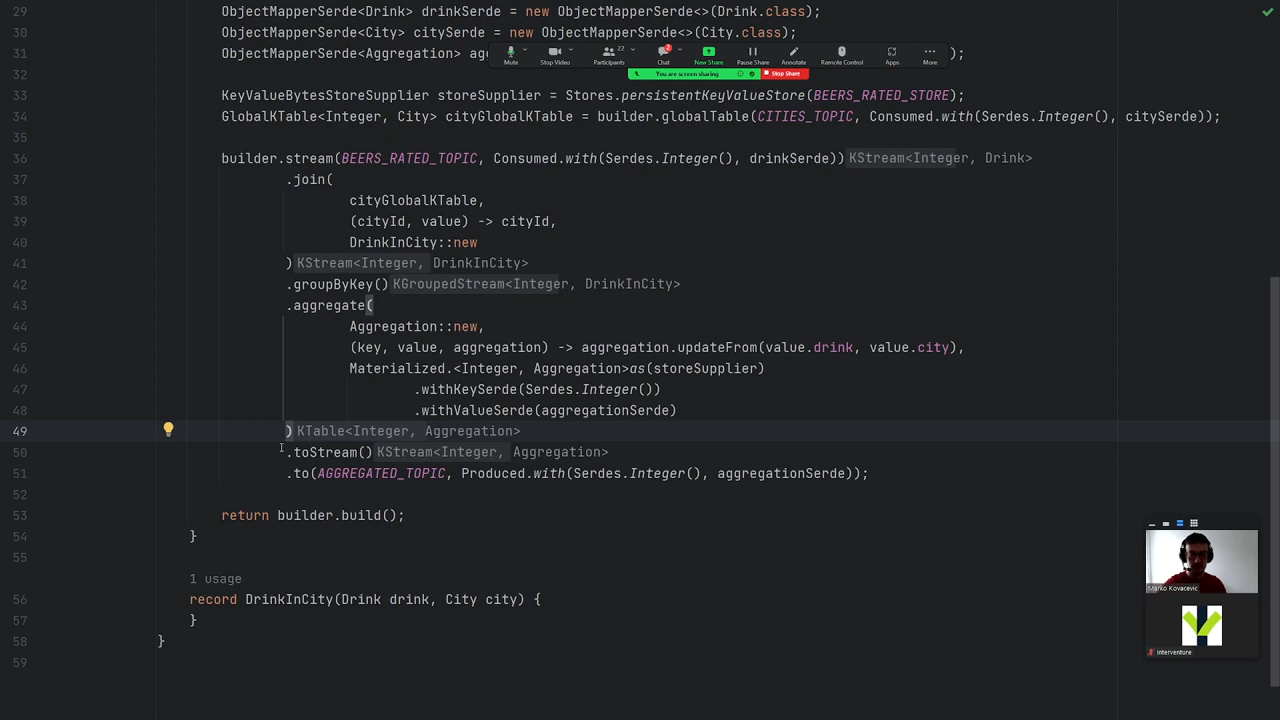 29 ObjectMapperSerde<Drink> drinkSerde = new ObjectMapperSerde<>(Drink.class);
30 ObjectMapperSerde<City> citySerde = new ObjectMapperSerde<>(City.class);
31 ObjectMapperSerde<Aggregation> ag );
Mute Stop Video Participants 22 Chat 2 New Share Pause Share Annotate Remote Control Apps More
You are screen sharing Stop Share
32
33 KeyValueBytesStoreSupplier storeSupplier = Stores.persistentKeyValueStore(BEERS_RATED_STORE);
34 GlobalKTable<Integer, City> cityGlobalKTable = builder.globalTable(CITIES_TOPIC, Consumed.with(Serdes.Integer(), citySerde));
35
36 builder.stream(BEERS_RATED_TOPIC, Consumed.with(Serdes.Integer(), drinkSerde)) KStream<Integer, Drink>
37 .join(
38 cityGlobalKTable,
39 (cityId, value) -> cityId,
40 DrinkInCity::new
41 ) KStream<Integer, DrinkInCity>
42 .groupByKey() KGroupedStream<Integer, DrinkInCity>
43 .aggregate(
44 Aggregation::new,
45 (key, value, aggregation) -> aggregation.updateFrom(value.drink, value.city),
46 Materialized.<Integer, Aggregation>as(storeSupplier)
47 .withKeySerde(Serdes.Integer())
48 .withValueSerde(aggregationSerde)
49 ) KTable<Integer, Aggregation>
50 .toStream() KStream<Integer, Aggregation>
51 .to(AGGREGATED_TOPIC, Produced.with(Serdes.Integer(), aggregationSerde));
52
53 return builder.build();
54 }
55
1 usage
56 record DrinkInCity(Drink drink, City city) {
57 }
58 }
59
Marko Kovacevic
Interventure